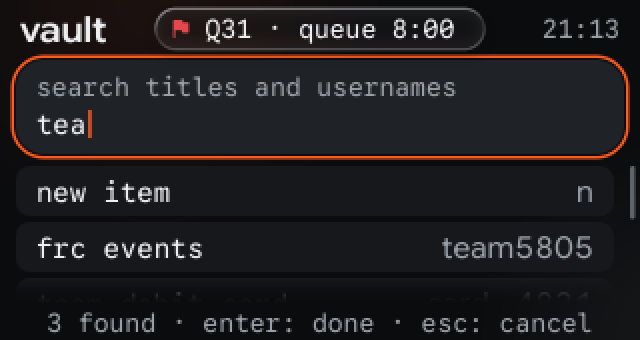 vault Q31 · queue 8:00 21:13
search titles and usernames
tea
new item n
frc events team5805
3 found · enter: done · esc: cancel